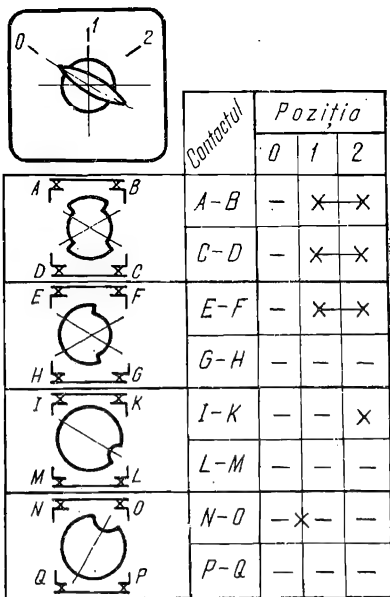 0 1 2
Contactul Poziția
0 1 2
A B A-B – × ×
D C C-D – × ×
E F E-F – × ×
H G G-H – – –
I K I-K – – ×
M L L-M – – –
N O N-O – × – –
Q P P-Q – – –